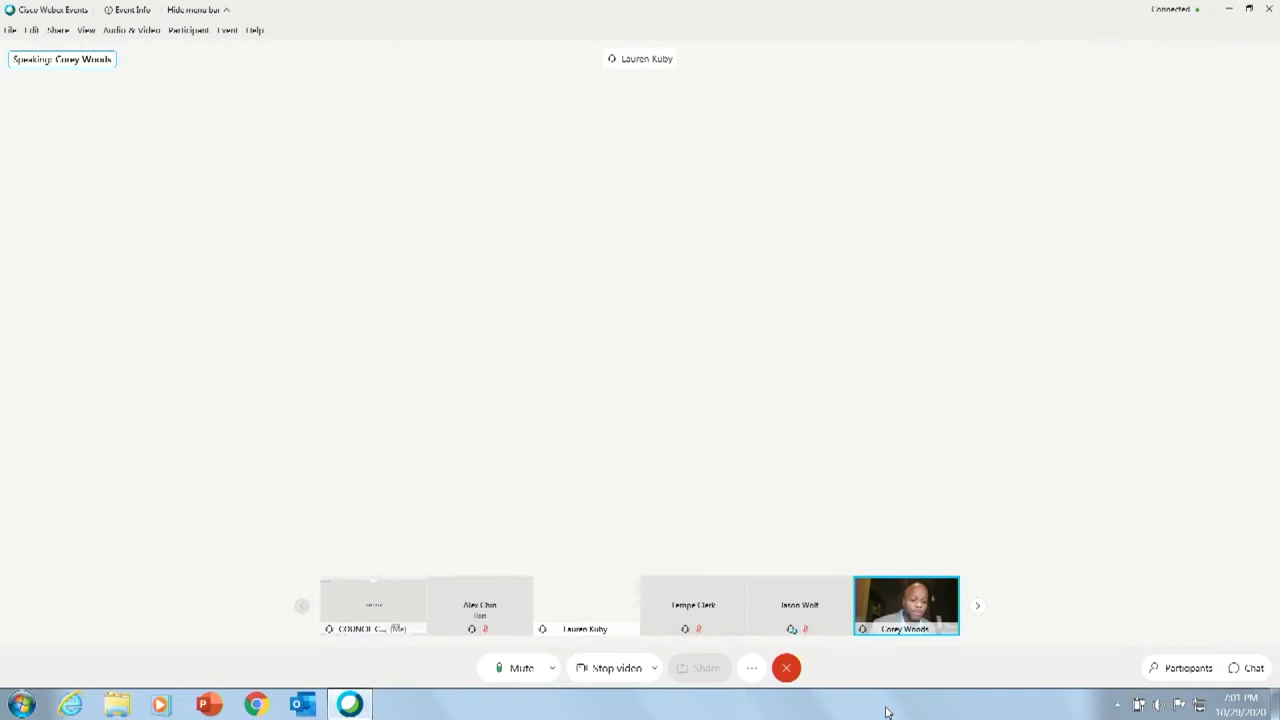 Cisco Webex Events
Event Info
Hide menu bar
Connected
File Edit Share View Audio & Video Participant Event Help
Speaking: Corey Woods
Lauren Kuby
Alex Chin
Tempe Clerk
Jason Wolf
COUNCIL C... (Me)
Lauren Kuby
Corey Woods
Mute
Stop video
Share
Participants
Chat
7:01 PM
10/29/2020